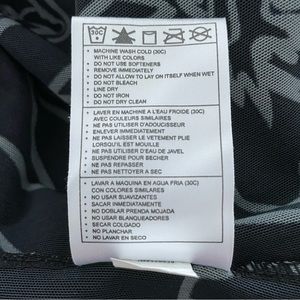 30C
• MACHINE WASH COLD (30C)
WITH LIKE COLORS
• DO NOT USE SOFTENERS
• REMOVE IMMEDIATELY
• DO NOT ALLOW TO LAY ON ITSELF WHEN WET
• DO NOT BLEACH
• LINE DRY
• DO NOT IRON
• DO NOT DRY CLEAN
• LAVER EN MACHINE A L'EAU FROIDE (30C)
AVEC COULEURS SIMILAIRES
• NE PAS UTILISER D'ADOUCISSEUR
• ENLEVER IMMEDIATEMENT
• NE PAS LAISSER LE VETEMENT PLIE
LORSQU'IL EST MOUILLE
• NE PAS UTILISER D'EAU DE JAVEL
• SUSPENDRE POUR SECHER
• NE PAS REPASSER
• NE PAS NETTOYER A SEC
• LAVAR A MAQUINA EN AGUA FRIA (30C)
CON COLORES SIMILARES
• NO USAR SUAVIZANTES
• SACAR INMEDIATAMENTE
• NO DOBLAR PRENDA MOJADA
• NO USAR BLANQUEADORES
• SECAR COLGADO
• NO PLANCHAR
• NO LAVAR EN SECO